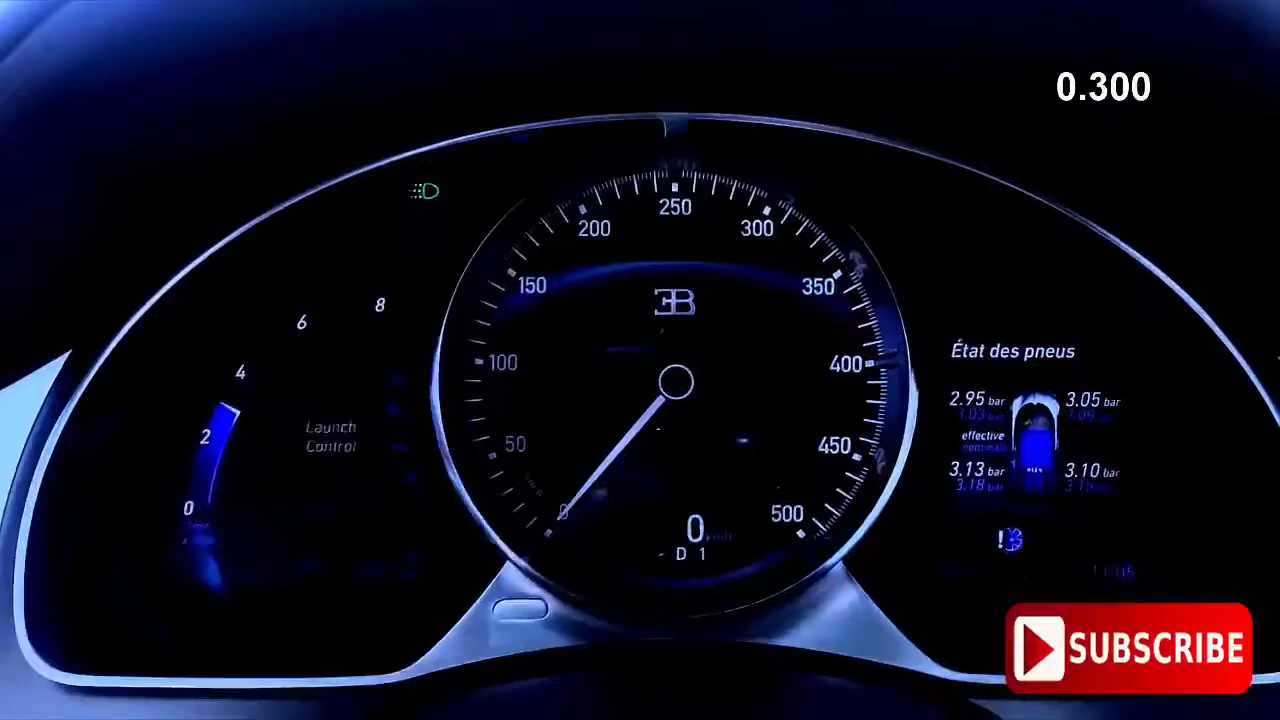 0.300
250
200
300
150
350
EB
8
6
100
400
4
État des pneus
2.95 bar
3.05 bar
2
Launch
Control
50
450
effective
3.13 bar
3.10 bar
3.18 bar
0
0
500
0
D 1
!
SUBSCRIBE